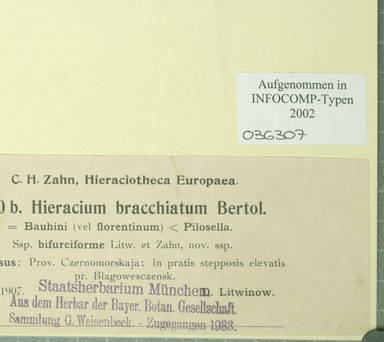 Aufgenommen in
INFOCOMP-Typen
2002
036307
C. H. Zahn, Hieraciotheca Europaea.
0 b. Hieracium bracchiatum Bertol.
= Bauhini (vel florentinum) < Pilosella.
Ssp. bifurciforme Litw. et Zahn, nov. ssp.
sus: Prov. Czernomorskaja: in pratis stepposis elevatis
pr. Blagowesczensk.
1907. D. Litwinow.
Staatsherbarium München
Aus dem Herbar der Bayer. Botan. Gesellschaft.
Sammlung G. Weisenbeck. - Zugegangen 1983.